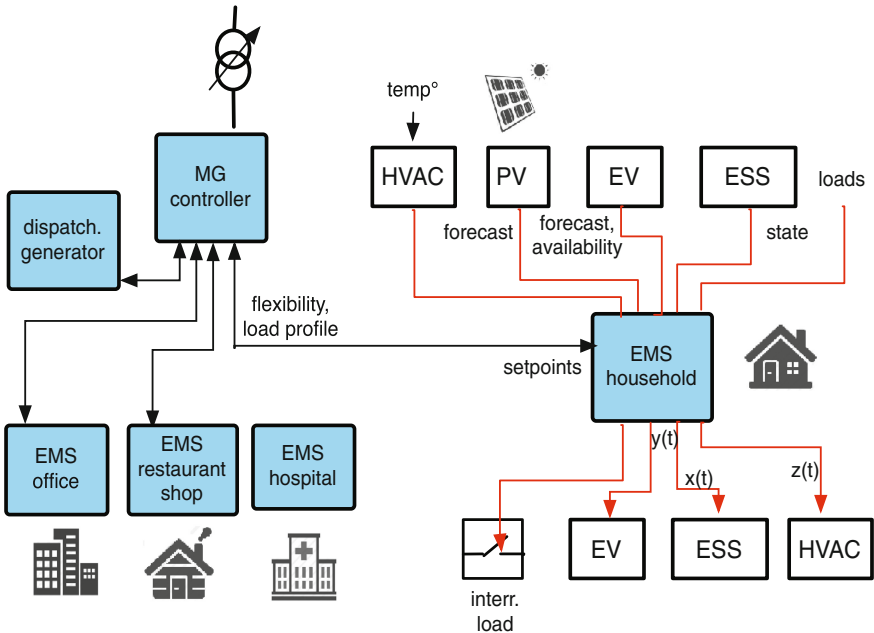 temp°
MG
controller
HVAC
PV
EV
ESS
loads
dispatch.
generator
forecast
forecast,
availability
state
flexibility,
load profile
setpoints
EMS
household
EMS
office
EMS
restaurant
shop
EMS
hospital
y(t)
x(t)
z(t)
EV
ESS
HVAC
interr.
load